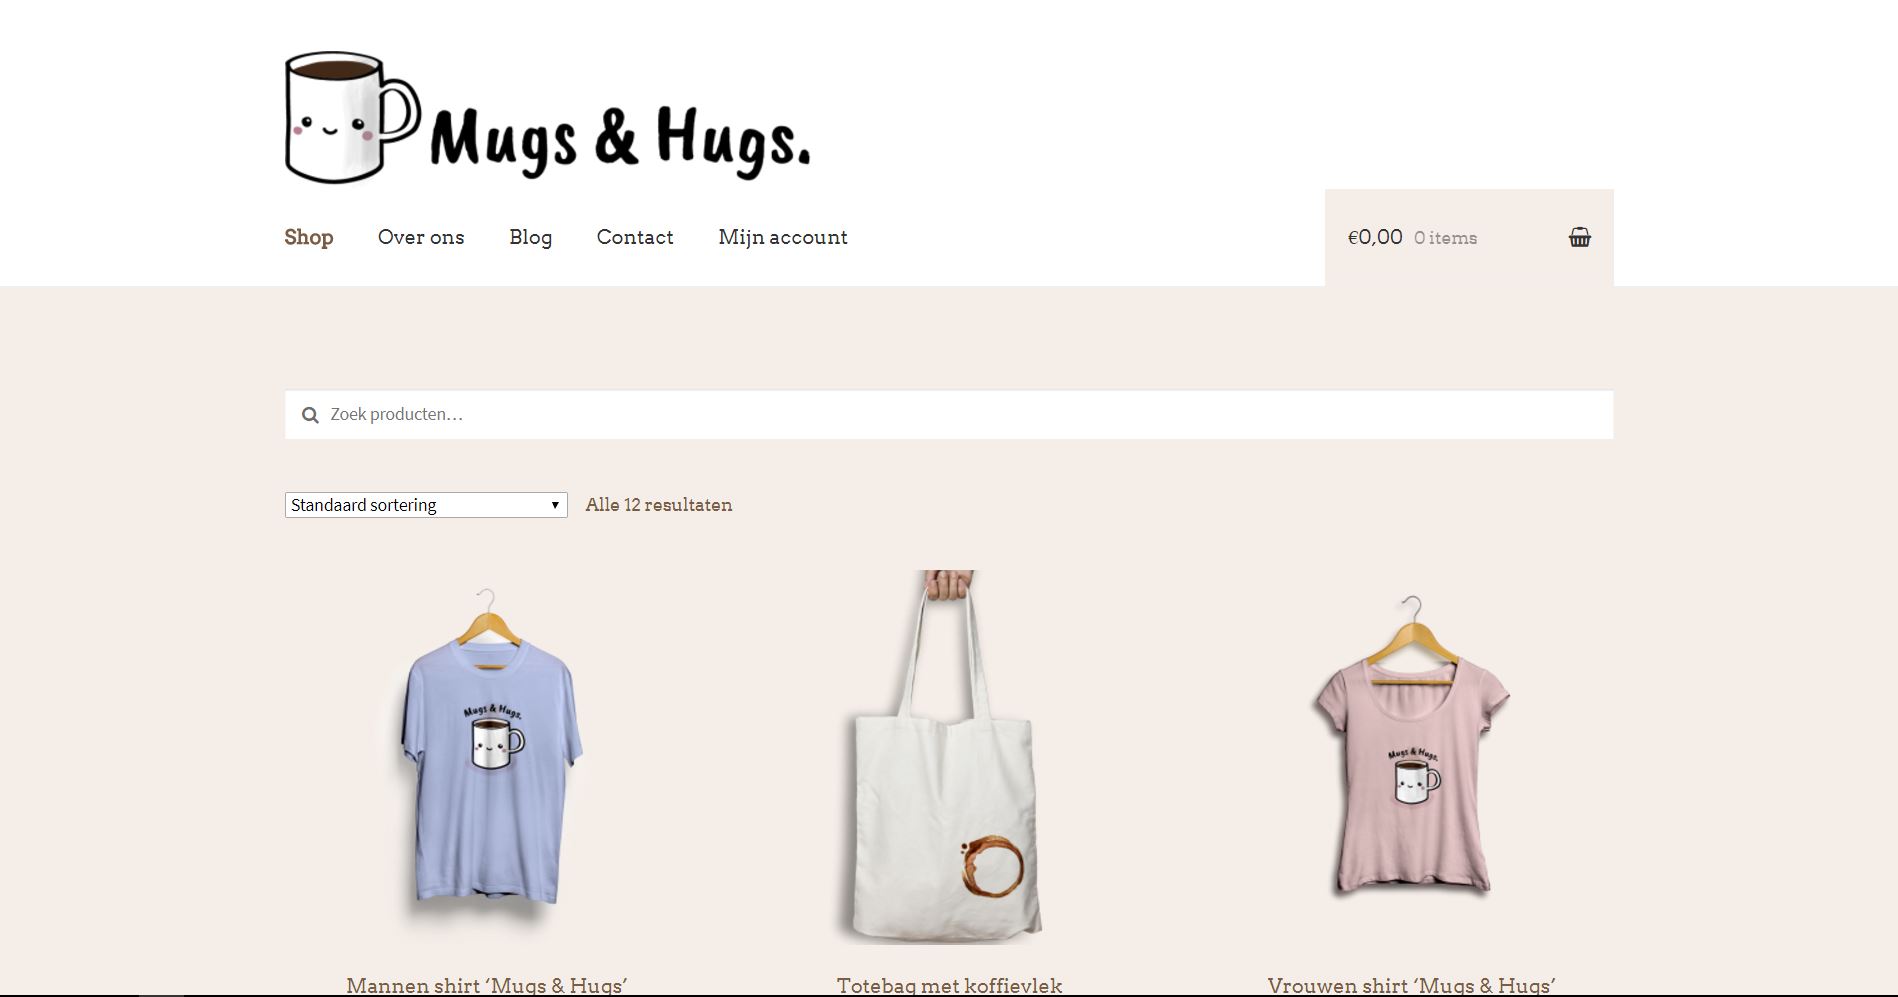 Mugs & Hugs.
Shop Over ons Blog Contact Mijn account
€0,00 0 items
Zoek producten…
Standaard sortering
Alle 12 resultaten
Mugs & Hugs.
Mugs & Hugs.
Mannen shirt ‘Mugs & Hugs’
Totebag met koffievlek
Vrouwen shirt ‘Mugs & Hugs’